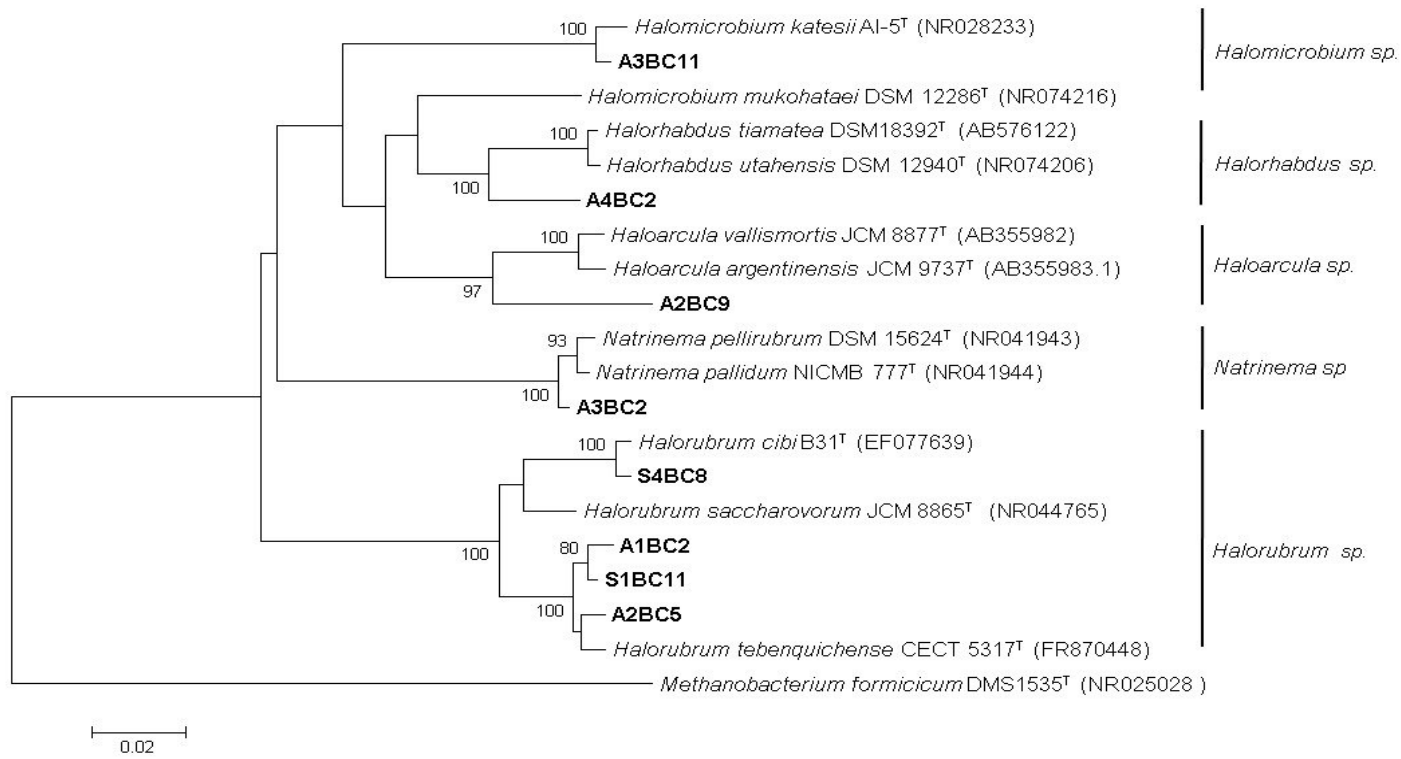 100 Halomicrobium katesii AI-5ᵀ (NR028233)
A3BC11
Halomicrobium sp.
Halomicrobium mukohataei DSM 12286ᵀ (NR074216)
100 Halorhabdus tiamatea DSM18392ᵀ (AB576122)
Halorhabdus utahensis DSM 12940ᵀ (NR074206)
Halorhabdus sp.
100 A4BC2
100 Haloarcula vallismortis JCM 8877ᵀ (AB355982)
Haloarcula argentinensis JCM 9737ᵀ (AB355983.1)
Haloarcula sp.
97 A2BC9
93 Natrinema pellirubrum DSM 15624ᵀ (NR041943)
Natrinema pallidum NICMB 777ᵀ (NR041944)
Natrinema sp
100 A3BC2
100 Halorubrum cibi B31ᵀ (EF077639)
S4BC8
Halorubrum saccharovorum JCM 8865ᵀ (NR044765)
100 80 A1BC2
Halorubrum sp.
S1BC11
100 A2BC5
Halorubrum tebenquichense CECT 5317ᵀ (FR870448)
Methanobacterium formicicum DMS1535ᵀ (NR025028 )
0.02